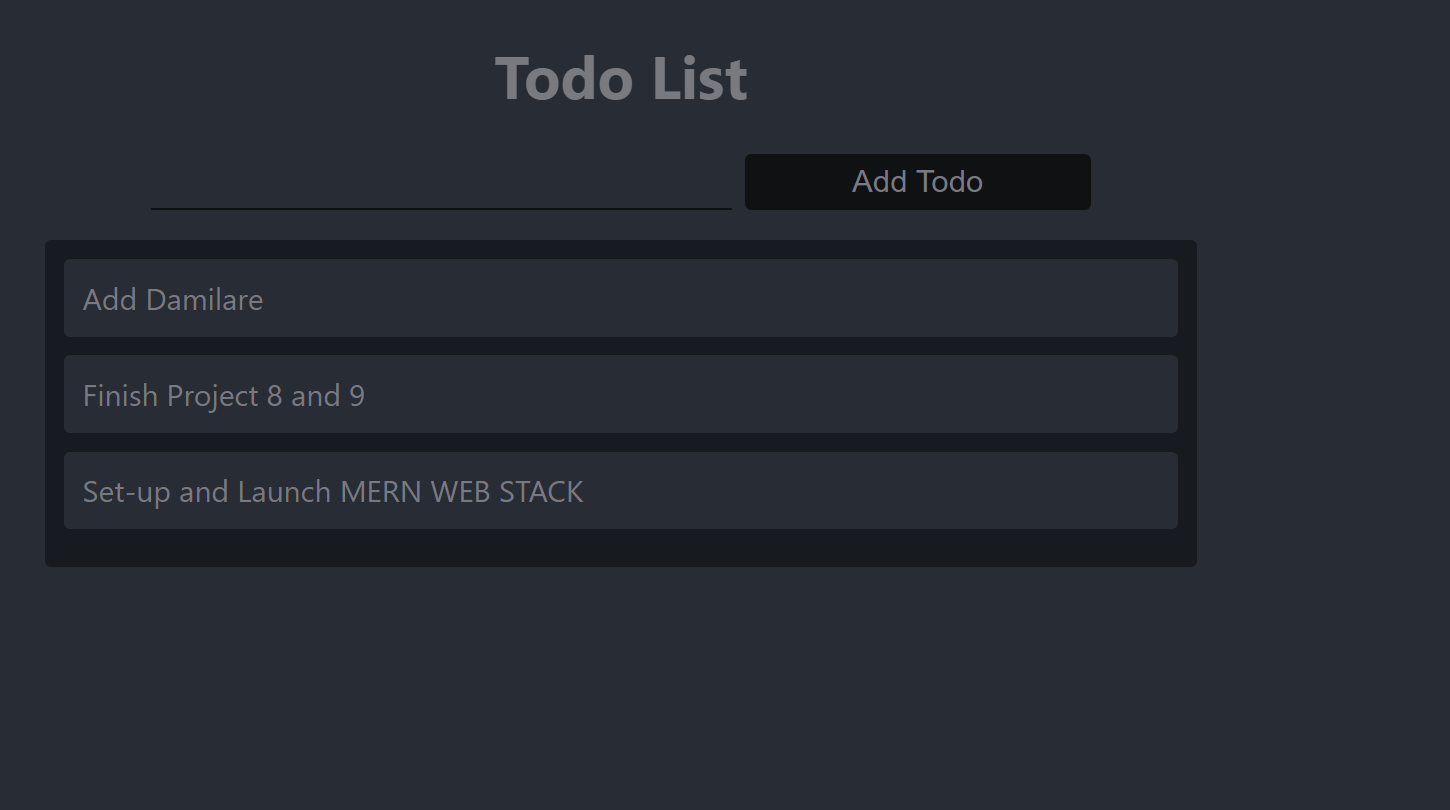 Todo List
Add Todo
Add Damilare
Finish Project 8 and 9
Set-up and Launch MERN WEB STACK